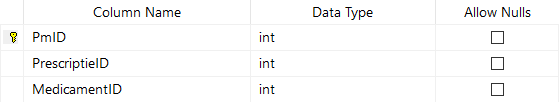 Column Name Data Type Allow Nulls
PmID int
PrescriptieID int
MedicamentID int